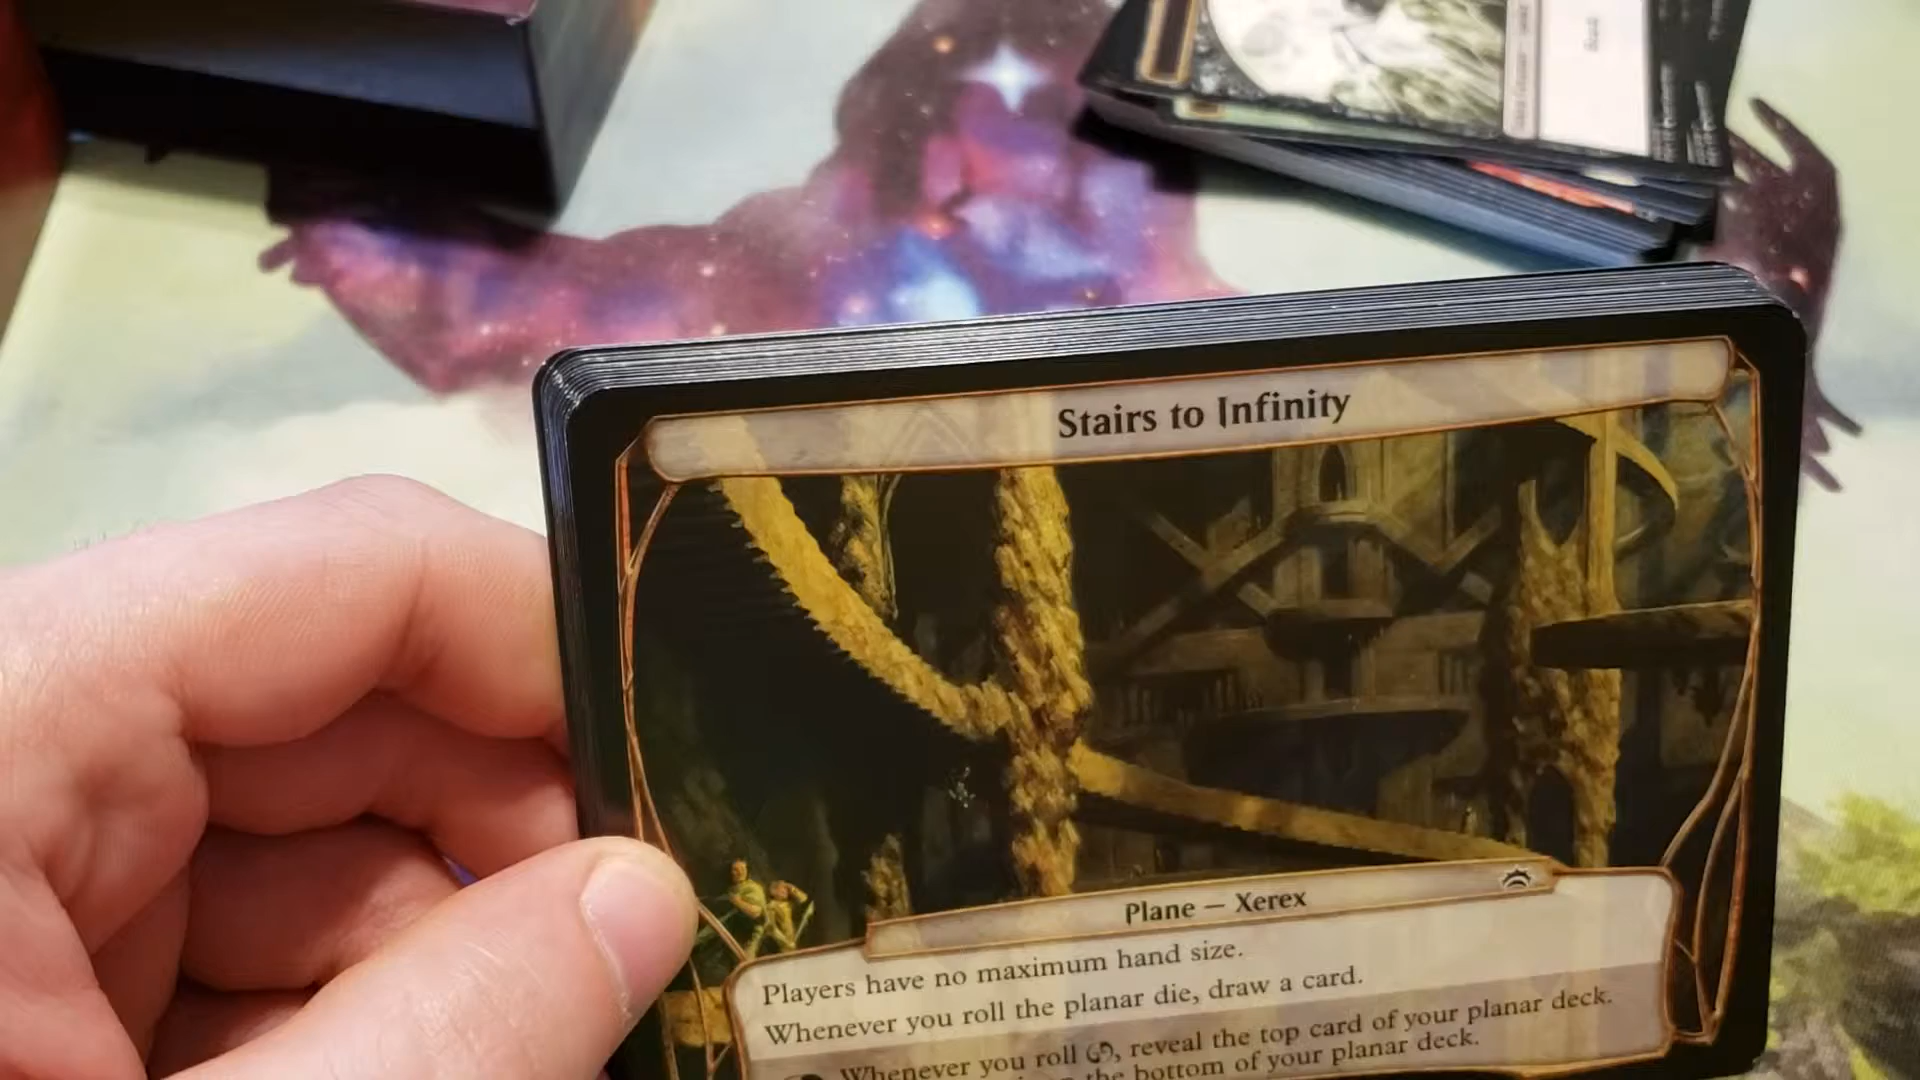 Stairs to Infinity
Plane — Xerex
Players have no maximum hand size.
Whenever you roll the planar die, draw a card.
Whenever you roll , reveal the top card of your planar deck.
the bottom of your planar deck.